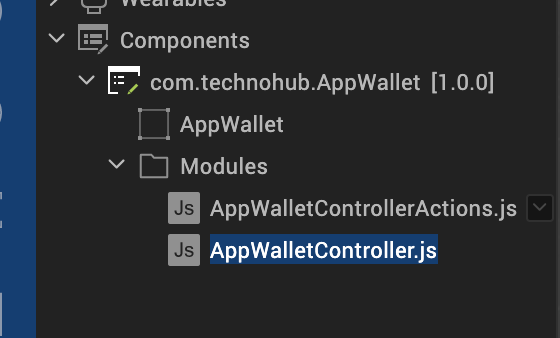 Wearables
Components
com.technohub.AppWallet [1.0.0]
AppWallet
Modules
Js AppWalletControllerActions.js
Js AppWalletController.js